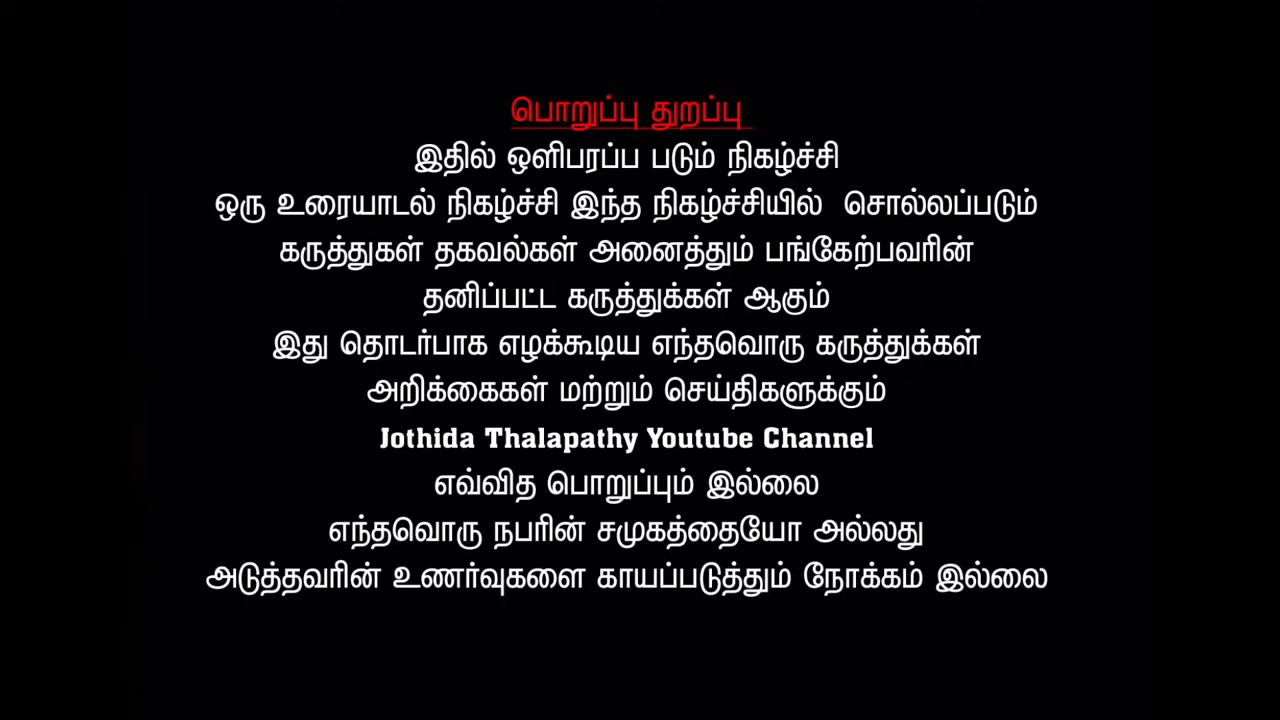 பொறுப்பு துறப்பு
இதில் ஒளிபரப்ப படும் நிகழ்ச்சி
ஒரு உரையாடல் நிகழ்ச்சி இந்த நிகழ்ச்சியில் சொல்லப்படும்
கருத்துகள் தகவல்கள் அனைத்தும் பங்கேற்பவரின்
தனிப்பட்ட கருத்துக்கள் ஆகும்
இது தொடர்பாக எழக்கூடிய எந்தவொரு கருத்துக்கள்
அறிக்கைகள் மற்றும் செய்திகளுக்கும்
Jothida Thalapathy Youtube Channel
எவ்வித பொறுப்பும் இல்லை
எந்தவொரு நபரின் சமுகத்தையோ அல்லது
அடுத்தவரின் உணர்வுகளை காயப்படுத்தும் நோக்கம் இல்லை